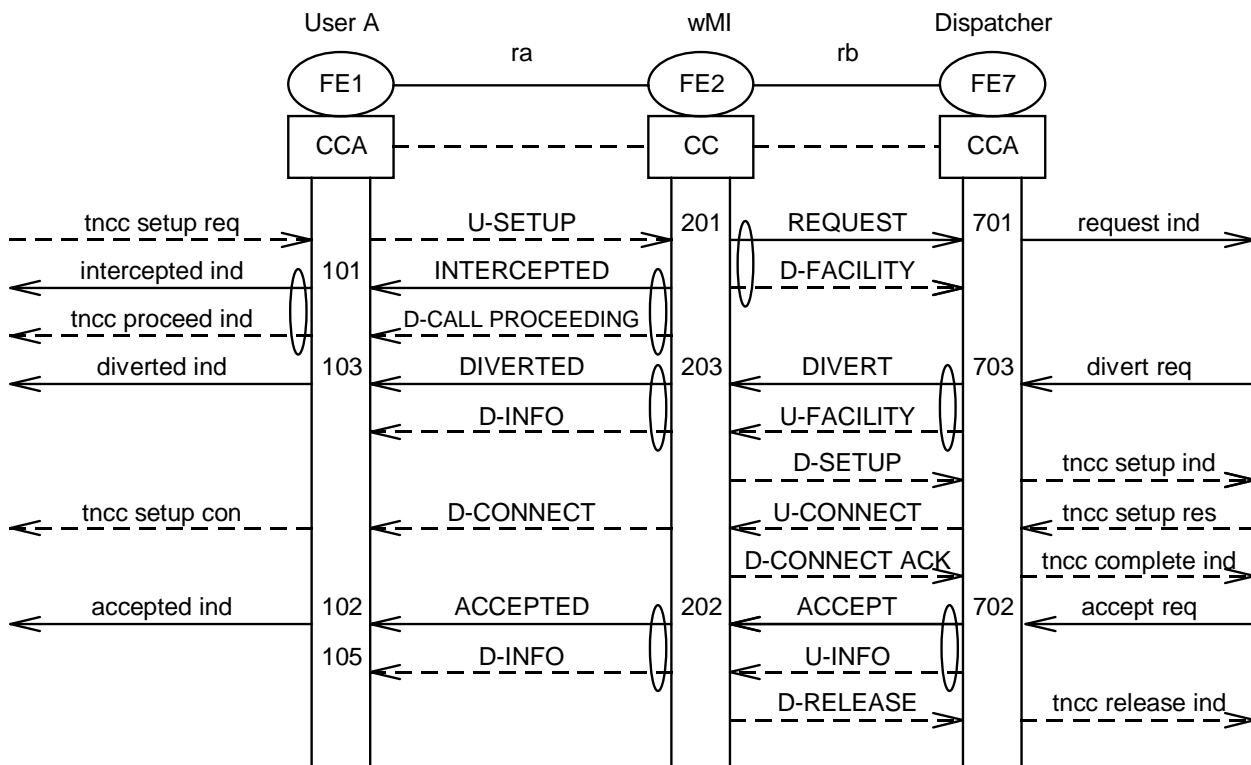 User A wMI Dispatcher
ra rb
FE1 FE2 FE7
CCA CC CCA
tncc setup req U-SETUP 201 REQUEST 701 request ind
intercepted ind 101 INTERCEPTED D-FACILITY
tncc proceed ind D-CALL PROCEEDING
diverted ind 103 DIVERTED 203 DIVERT 703 divert req
D-INFO U-FACILITY
D-SETUP tncc setup ind
tncc setup con D-CONNECT U-CONNECT tncc setup res
D-CONNECT ACK tncc complete ind
accepted ind 102 ACCEPTED 202 ACCEPT 702 accept req
105 D-INFO U-INFO
D-RELEASE tncc release ind